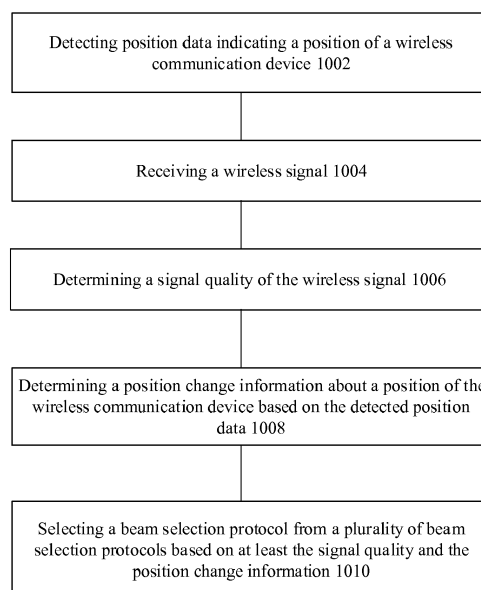 Detecting position data indicating a position of a wireless
communication device 1002
Receiving a wireless signal 1004
Determining a signal quality of the wireless signal 1006
Determining a position change information about a position of the
wireless communication device based on the detected position
data 1008
Selecting a beam selection protocol from a plurality of beam
selection protocols based on at least the signal quality and the
position change information 1010